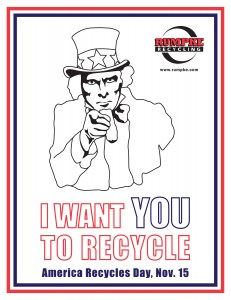 RUMPKE
RECYCLING
www.rumpke.com
I WANT YOU
TO RECYCLE
America Recycles Day, Nov. 15